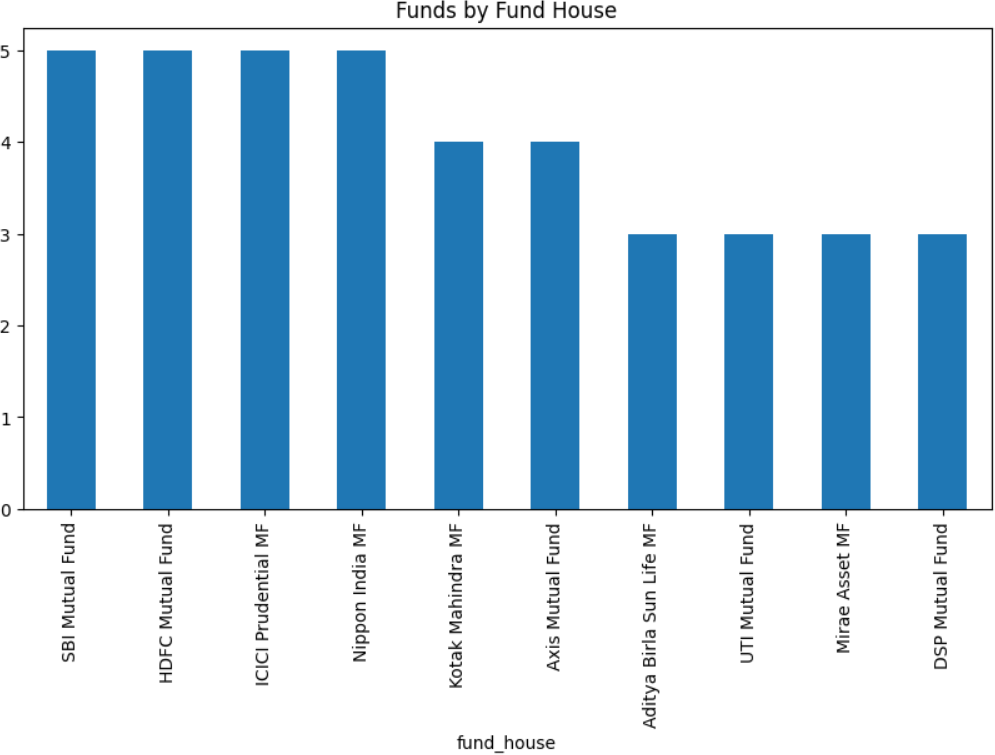 Funds by Fund House
5
4
3
2
1
0
SBI Mutual Fund
HDFC Mutual Fund
ICICI Prudential MF
Nippon India MF
Kotak Mahindra MF
Axis Mutual Fund
Aditya Birla Sun Life MF
UTI Mutual Fund
Mirae Asset MF
DSP Mutual Fund
fund_house